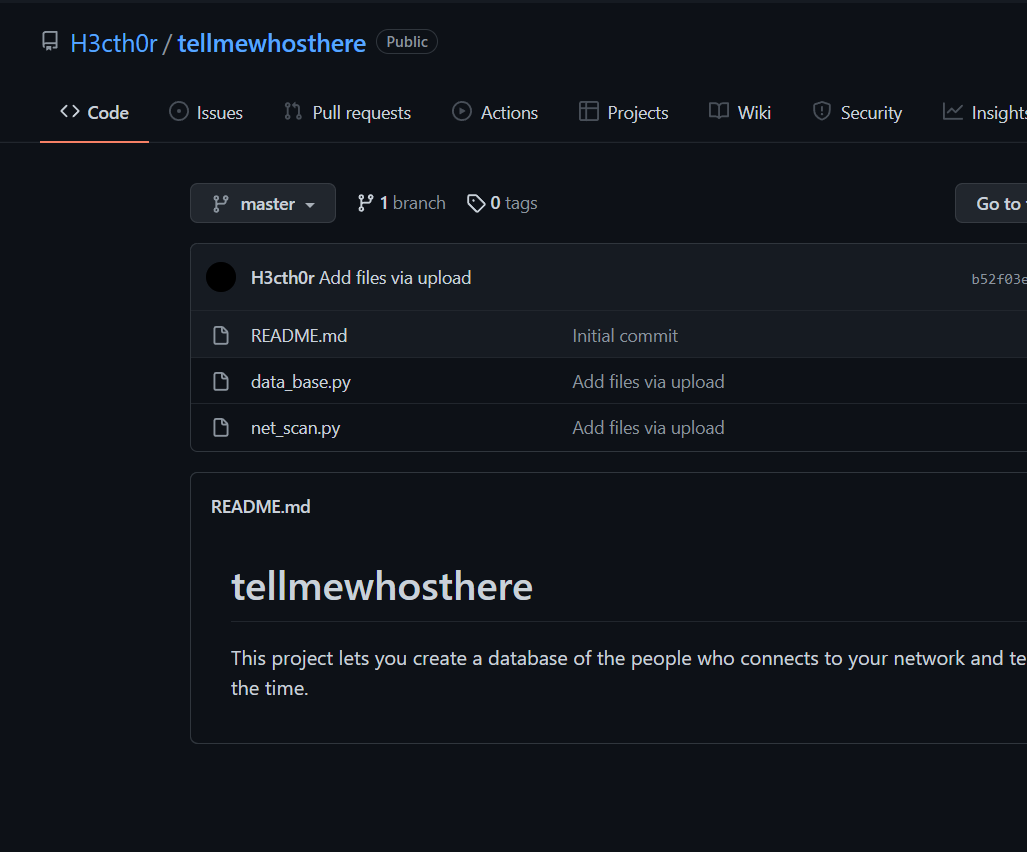 H3cth0r / tellmewhosthere Public
Code Issues Pull requests Actions Projects Wiki Security Insights
master 1 branch 0 tags Go to
H3cth0r Add files via upload b52f03e
README.md Initial commit
data_base.py Add files via upload
net_scan.py Add files via upload
README.md
tellmewhosthere
This project lets you create a database of the people who connects to your network and te
the time.